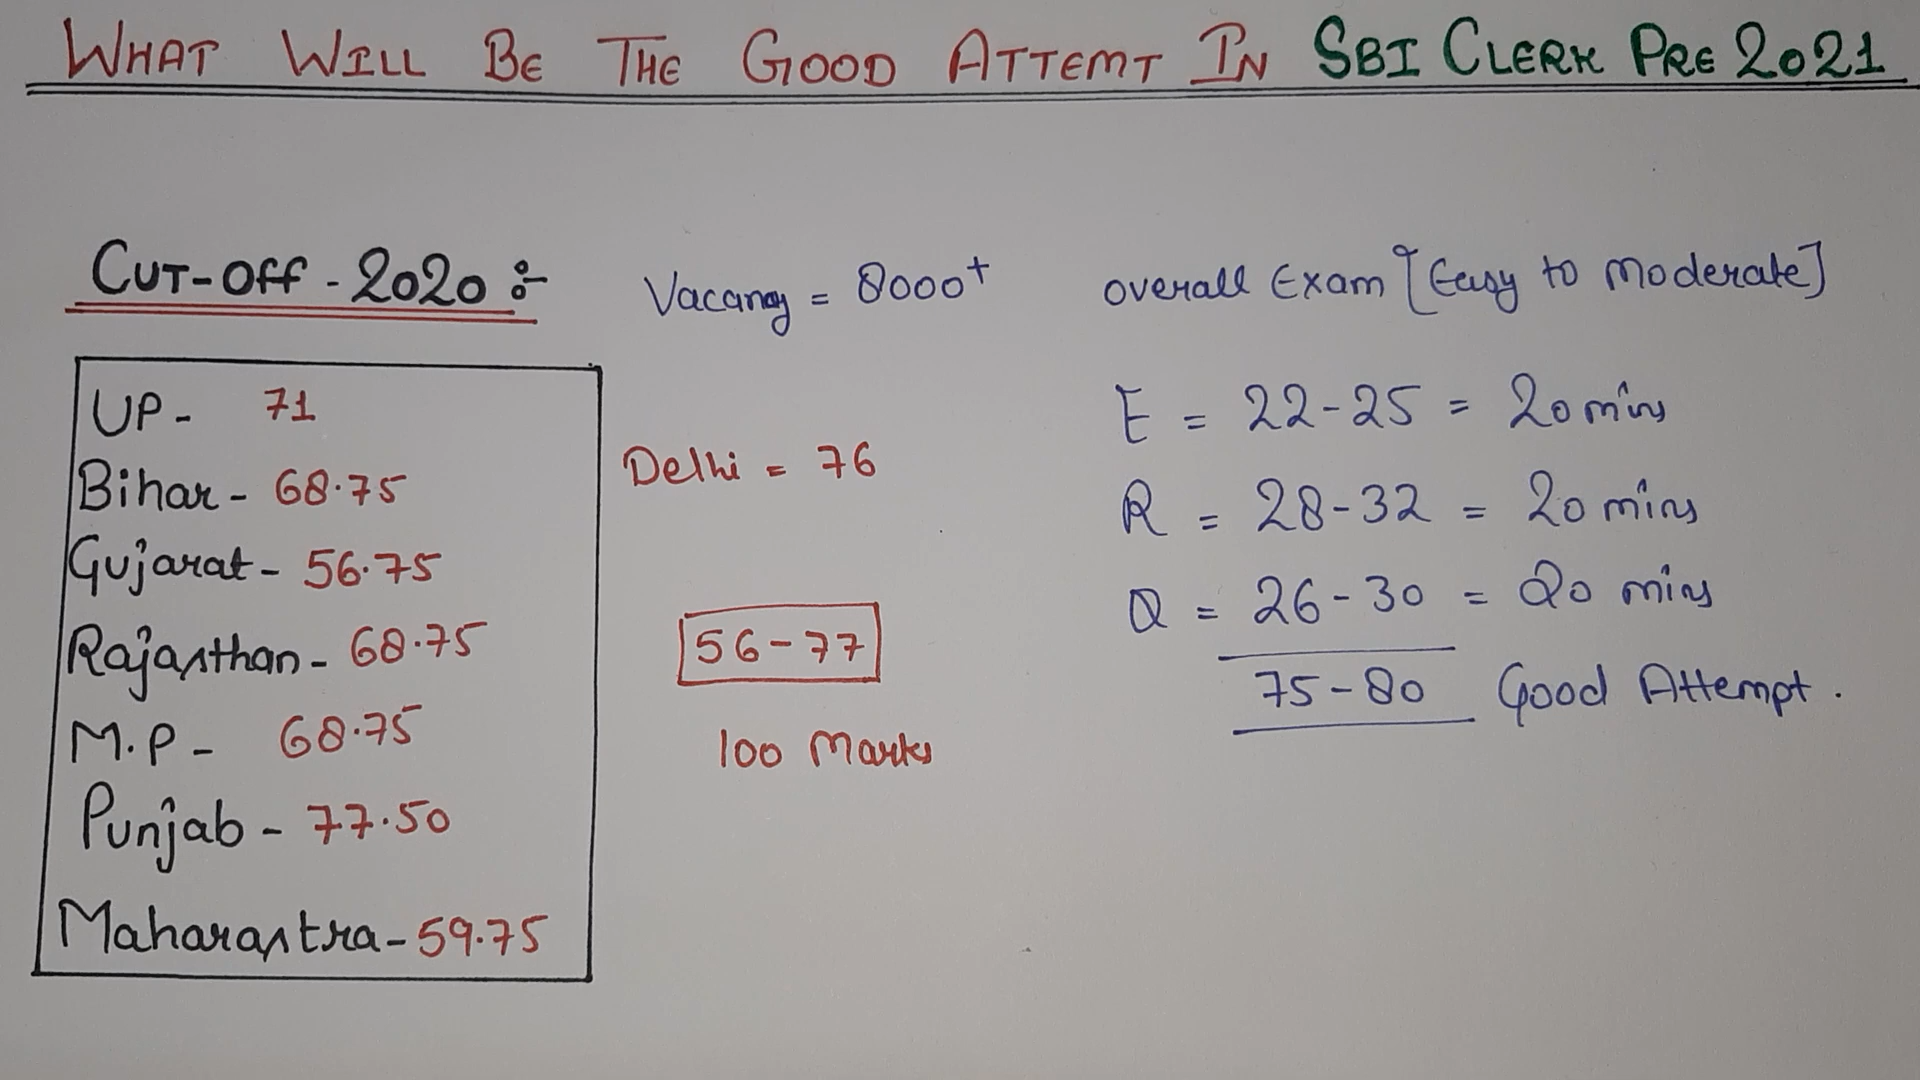 WHAT WILL BE THE GOOD ATTEMT IN SBI CLERK PRE 2021
CUT-OFF - 2020 :-
Vacancy = 8000+
overall Exam [Easy to Moderate]
UP - 71
Bihar - 68.75
Gujarat - 56.75
Rajasthan - 68.75
M.P - 68.75
Punjab - 77.50
Maharastra - 59.75
Delhi = 76
56-77
100 Marks
E = 22-25 = 20 mins
R = 28-32 = 20 mins
Q = 26-30 = 20 mins
75-80 Good Attempt.